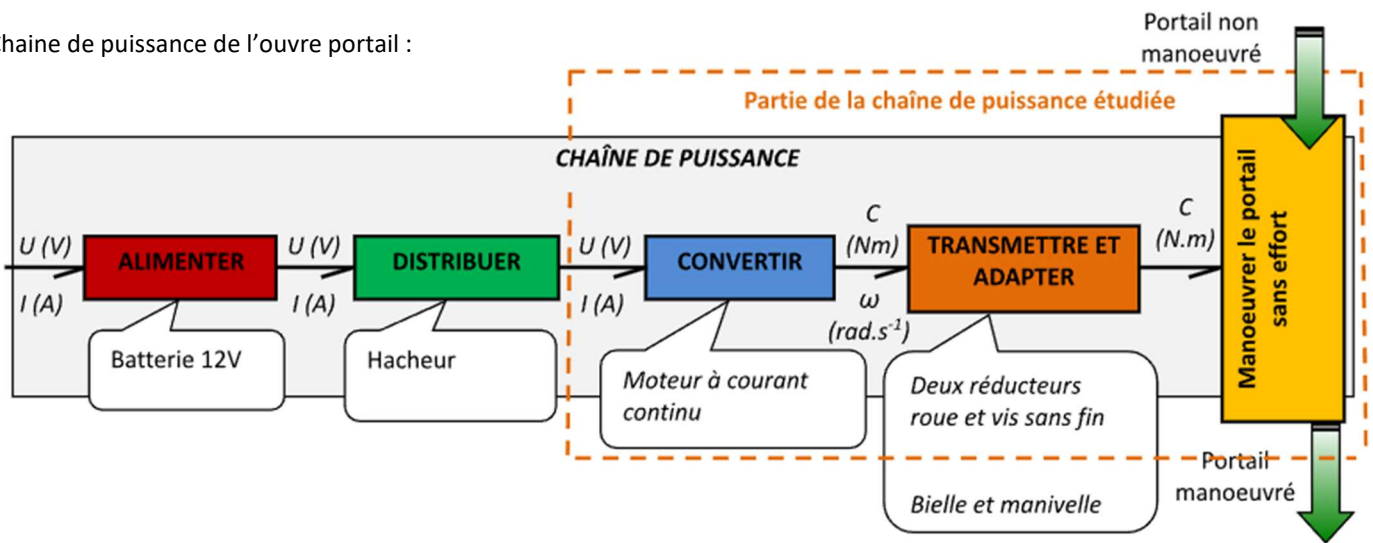 haine de puissance de l’ouvre portail :
Portail non
manoeuvré
Partie de la chaîne de puissance étudiée
CHAÎNE DE PUISSANCE
U (V)
I (A)
ALIMENTER
U (V)
I (A)
DISTRIBUER
U (V)
I (A)
CONVERTIR
C
(Nm)
ω
(rad.s⁻¹)
TRANSMETTRE ET
ADAPTER
C
(N.m)
Manoeuvrer le portail
sans effort
Batterie 12V
Hacheur
Moteur à courant
continu
Deux réducteurs
roue et vis sans fin
Bielle et manivelle
Portail
manoeuvré